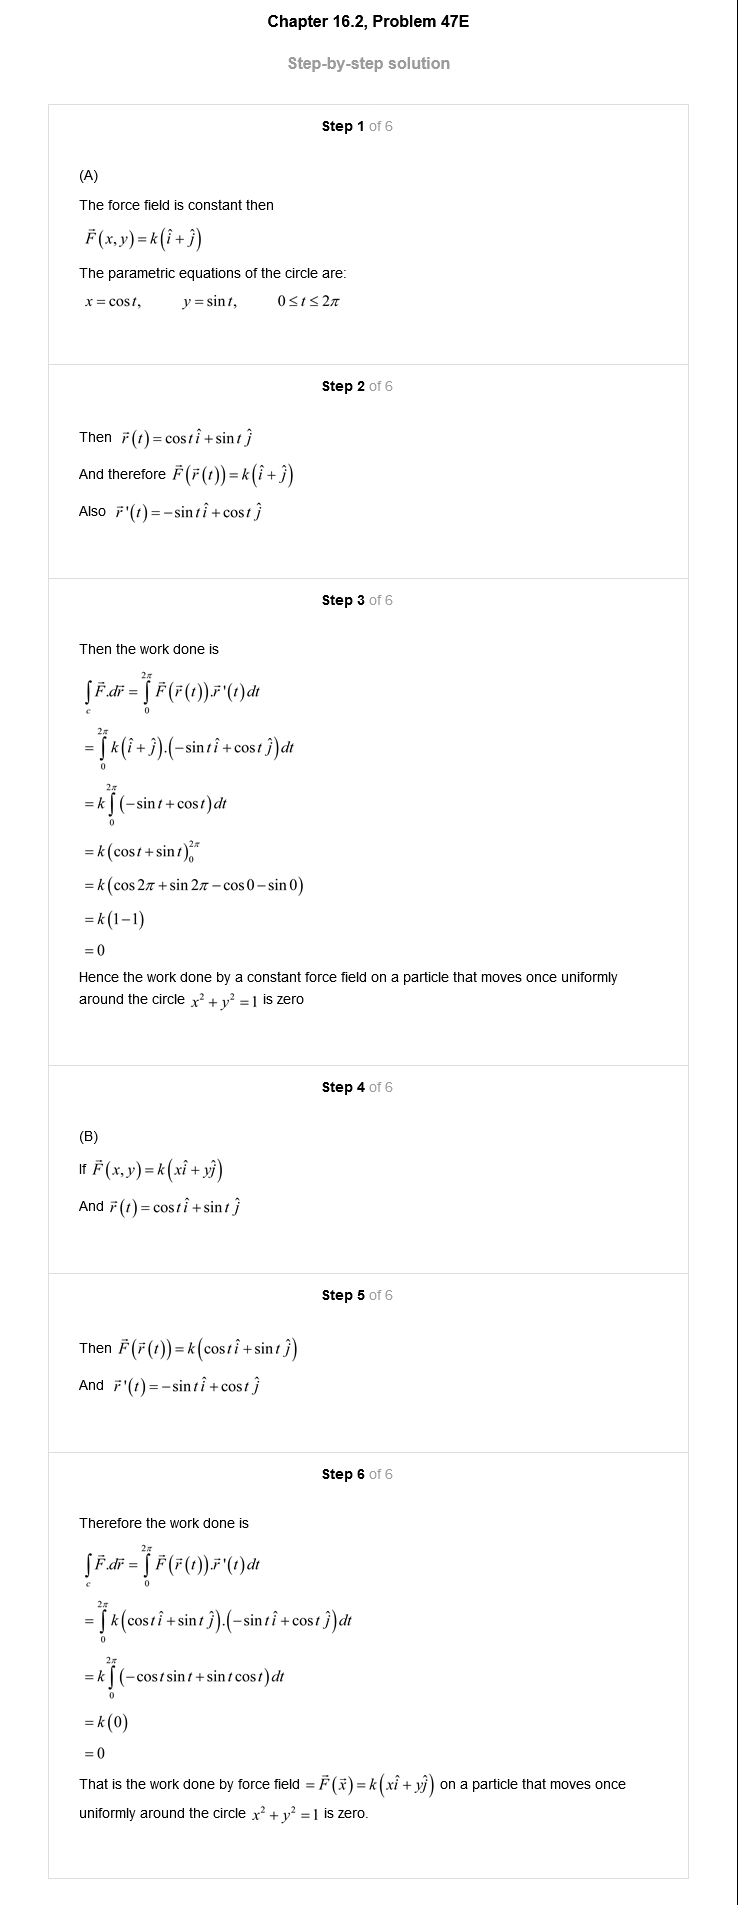 Chapter 16.2, Problem 47E
Step-by-step solution
Step 1 of 6
(A)
The force field is constant then
$\vec{F}(x,y)=k(\hat{i}+\hat{j})$
The parametric equations of the circle are:
$x=\cos t, \quad y=\sin t, \quad 0\le t\le 2\pi$
Step 2 of 6
Then $\vec{r}(t)=\cos t\,\hat{i}+\sin t\,\hat{j}$
And therefore $\vec{F}(\vec{r}(t))=k(\hat{i}+\hat{j})$
Also $\vec{r}\,'(t)=-\sin t\,\hat{i}+\cos t\,\hat{j}$
Step 3 of 6
Then the work done is
$\int_c \vec{F}.d\vec{r}=\int_0^{2\pi}\vec{F}(\vec{r}(t)).\vec{r}\,'(t)dt$
$=\int_0^{2\pi}k(\hat{i}+\hat{j}).(-\sin t\,\hat{i}+\cos t\,\hat{j})dt$
$=k\int_0^{2\pi}(-\sin t+\cos t)dt$
$=k(\cos t+\sin t)_0^{2\pi}$
$=k(\cos 2\pi+\sin 2\pi-\cos 0-\sin 0)$
$=k(1-1)$
$=0$
Hence the work done by a constant force field on a particle that moves once uniformly
around the circle $x^2+y^2=1$ is zero
Step 4 of 6
(B)
If $\vec{F}(x,y)=k(x\hat{i}+y\hat{j})$
And $\vec{r}(t)=\cos t\,\hat{i}+\sin t\,\hat{j}$
Step 5 of 6
Then $\vec{F}(\vec{r}(t))=k(\cos t\,\hat{i}+\sin t\,\hat{j})$
And $\vec{r}\,'(t)=-\sin t\,\hat{i}+\cos t\,\hat{j}$
Step 6 of 6
Therefore the work done is
$\int_c \vec{F}.d\vec{r}=\int_0^{2\pi}\vec{F}(\vec{r}(t)).\vec{r}\,'(t)dt$
$=\int_0^{2\pi}k(\cos t\,\hat{i}+\sin t\,\hat{j}).(-\sin t\,\hat{i}+\cos t\,\hat{j})dt$
$=k\int_0^{2\pi}(-\cos t\sin t+\sin t\cos t)dt$
$=k(0)$
$=0$
That is the work done by force field $=\vec{F}(\vec{x})=k(x\hat{i}+y\hat{j})$ on a particle that moves once
uniformly around the circle $x^2+y^2=1$ is zero.